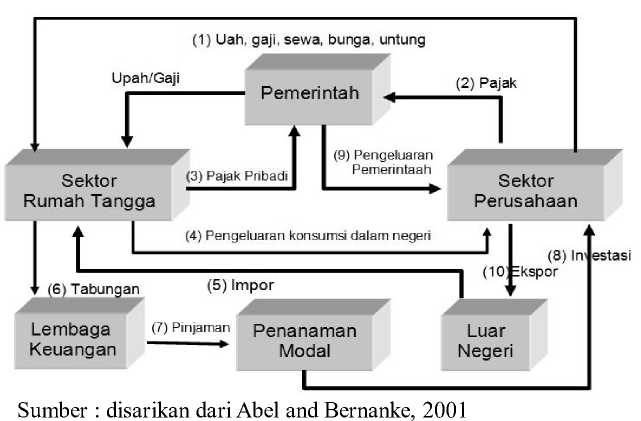 (1) Uah, gaji, sewa, bunga, untung
Upah/Gaji
Pemerintah
(2) Pajak
Sektor
Rumah Tangga
(3) Pajak Pribadi
(9) Pengeluaran
Pemerintaah
Sektor
Perusahaan
(4) Pengeluaran konsumsi dalam negeri
(8) Investasi
(10)Ekspor
(5) Impor
(6) Tabungan
Lembaga
Keuangan
(7) Pinjaman
Penanaman
Modal
Luar
Negeri
Sumber : disarikan dari Abel and Bernanke, 2001